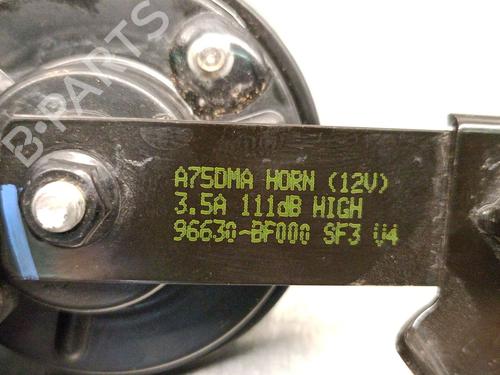 B-PARTS
A75DMA HORN (12V)
3.5A 111dB HIGH
96630-BF000 SF3 V4